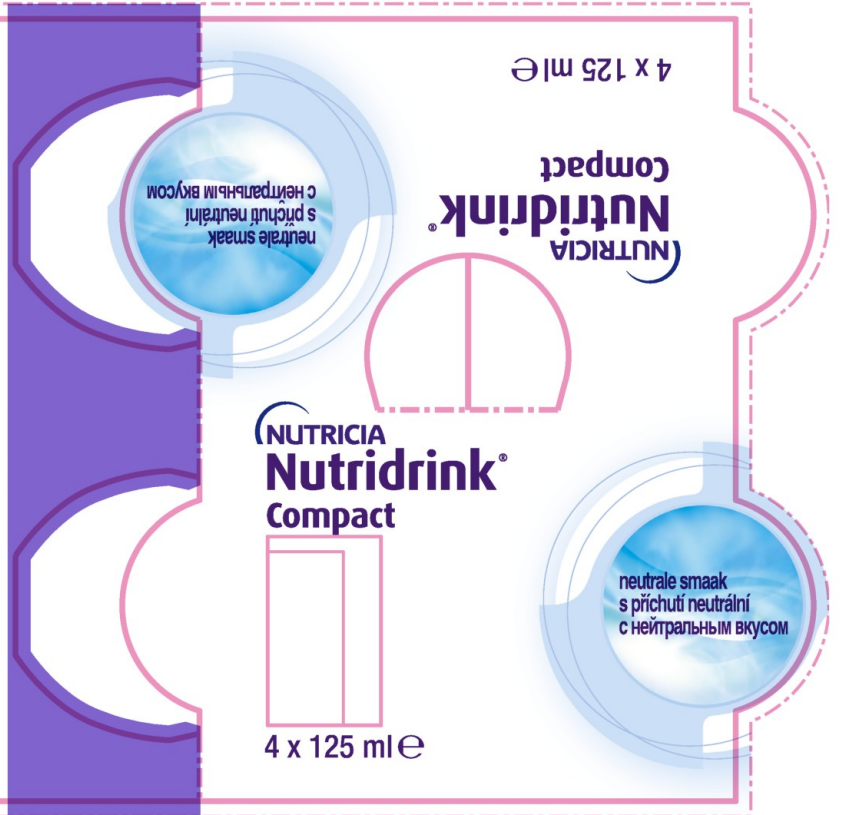 4 x 125 ml ℮
Compact
Nutridrink®
NUTRICIA
neutrale smaak
s příchutí neutrální
с нейтральным вкусом
NUTRICIA
Nutridrink®
Compact
4 x 125 ml ℮
neutrale smaak
s příchutí neutrální
с нейтральным вкусом